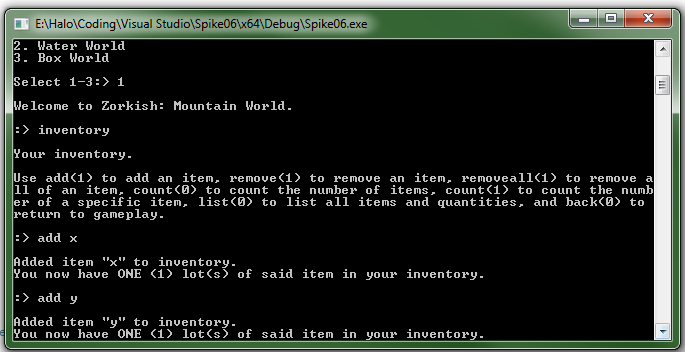 E:\Halo\Coding\Visual Studio\Spike06\x64\Debug\Spike06.exe
2. Water World
3. Box World
Select 1-3:> 1
Welcome to Zorkish: Mountain World.
:> inventory
Your inventory.
Use add(1) to add an item, remove(1) to remove an item, removeall(1) to remove a
ll of an item, count(0) to count the number of items, count(1) to count the numb
er of a specific item, list(0) to list all items and quantities, and back(0) to
return to gameplay.
:> add x
Added item "x" to inventory.
You now have ONE (1) lot(s) of said item in your inventory.
:> add y
Added item "y" to inventory.
You now have ONE (1) lot(s) of said item in your inventory.